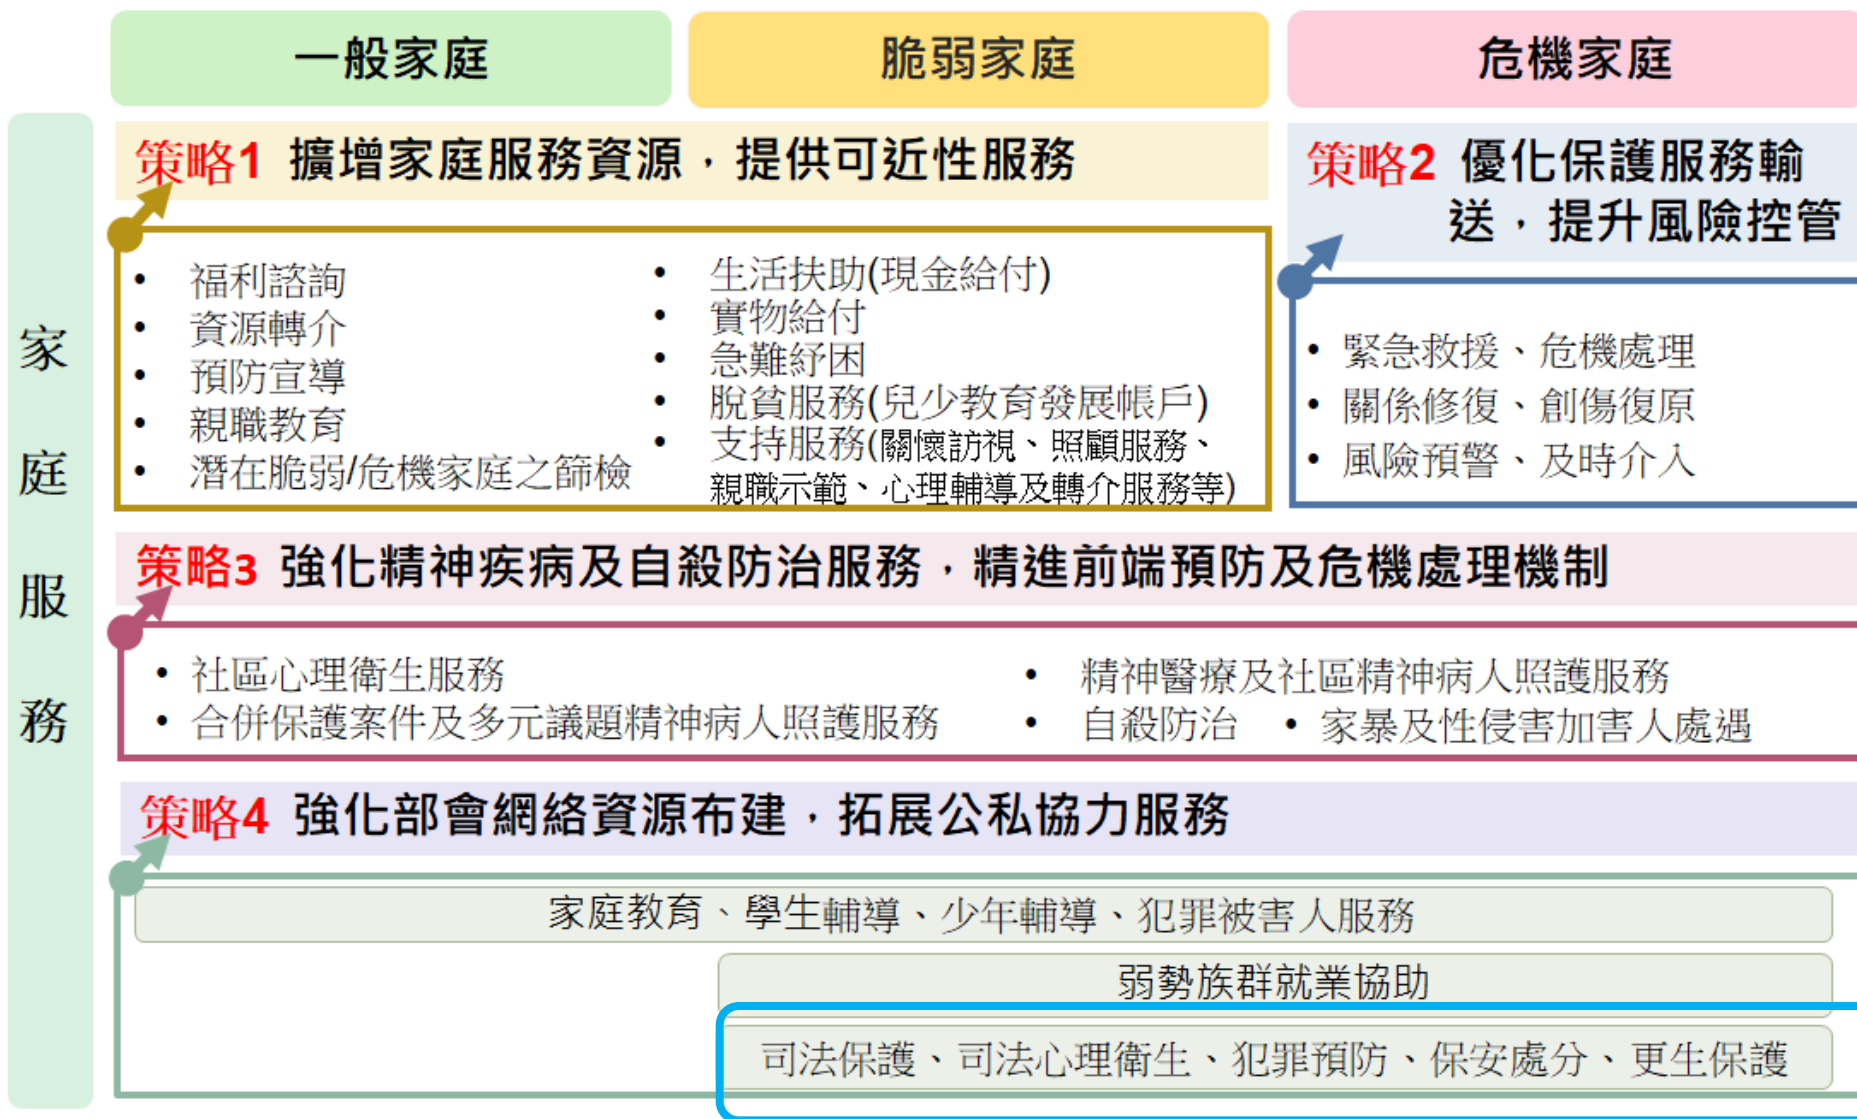 一般家庭
脆弱家庭
危機家庭
家庭服務
策略1 擴增家庭服務資源，提供可近性服務
• 福利諮詢
• 資源轉介
• 預防宣導
• 親職教育
• 潛在脆弱/危機家庭之篩檢
• 生活扶助(現金給付)
• 實物給付
• 急難紓困
• 脫貧服務(兒少教育發展帳戶)
• 支持服務(關懷訪視、照顧服務、
親職示範、心理輔導及轉介服務等)
策略2 優化保護服務輸
送，提升風險控管
• 緊急救援、危機處理
• 關係修復、創傷復原
• 風險預警、及時介入
策略3 強化精神疾病及自殺防治服務，精進前端預防及危機處理機制
• 社區心理衛生服務
• 合併保護案件及多元議題精神病人照護服務
• 精神醫療及社區精神病人照護服務
• 自殺防治 • 家暴及性侵害加害人處遇
策略4 強化部會網絡資源布建，拓展公私協力服務
家庭教育、學生輔導、少年輔導、犯罪被害人服務
弱勢族群就業協助
司法保護、司法心理衛生、犯罪預防、保安處分、更生保護